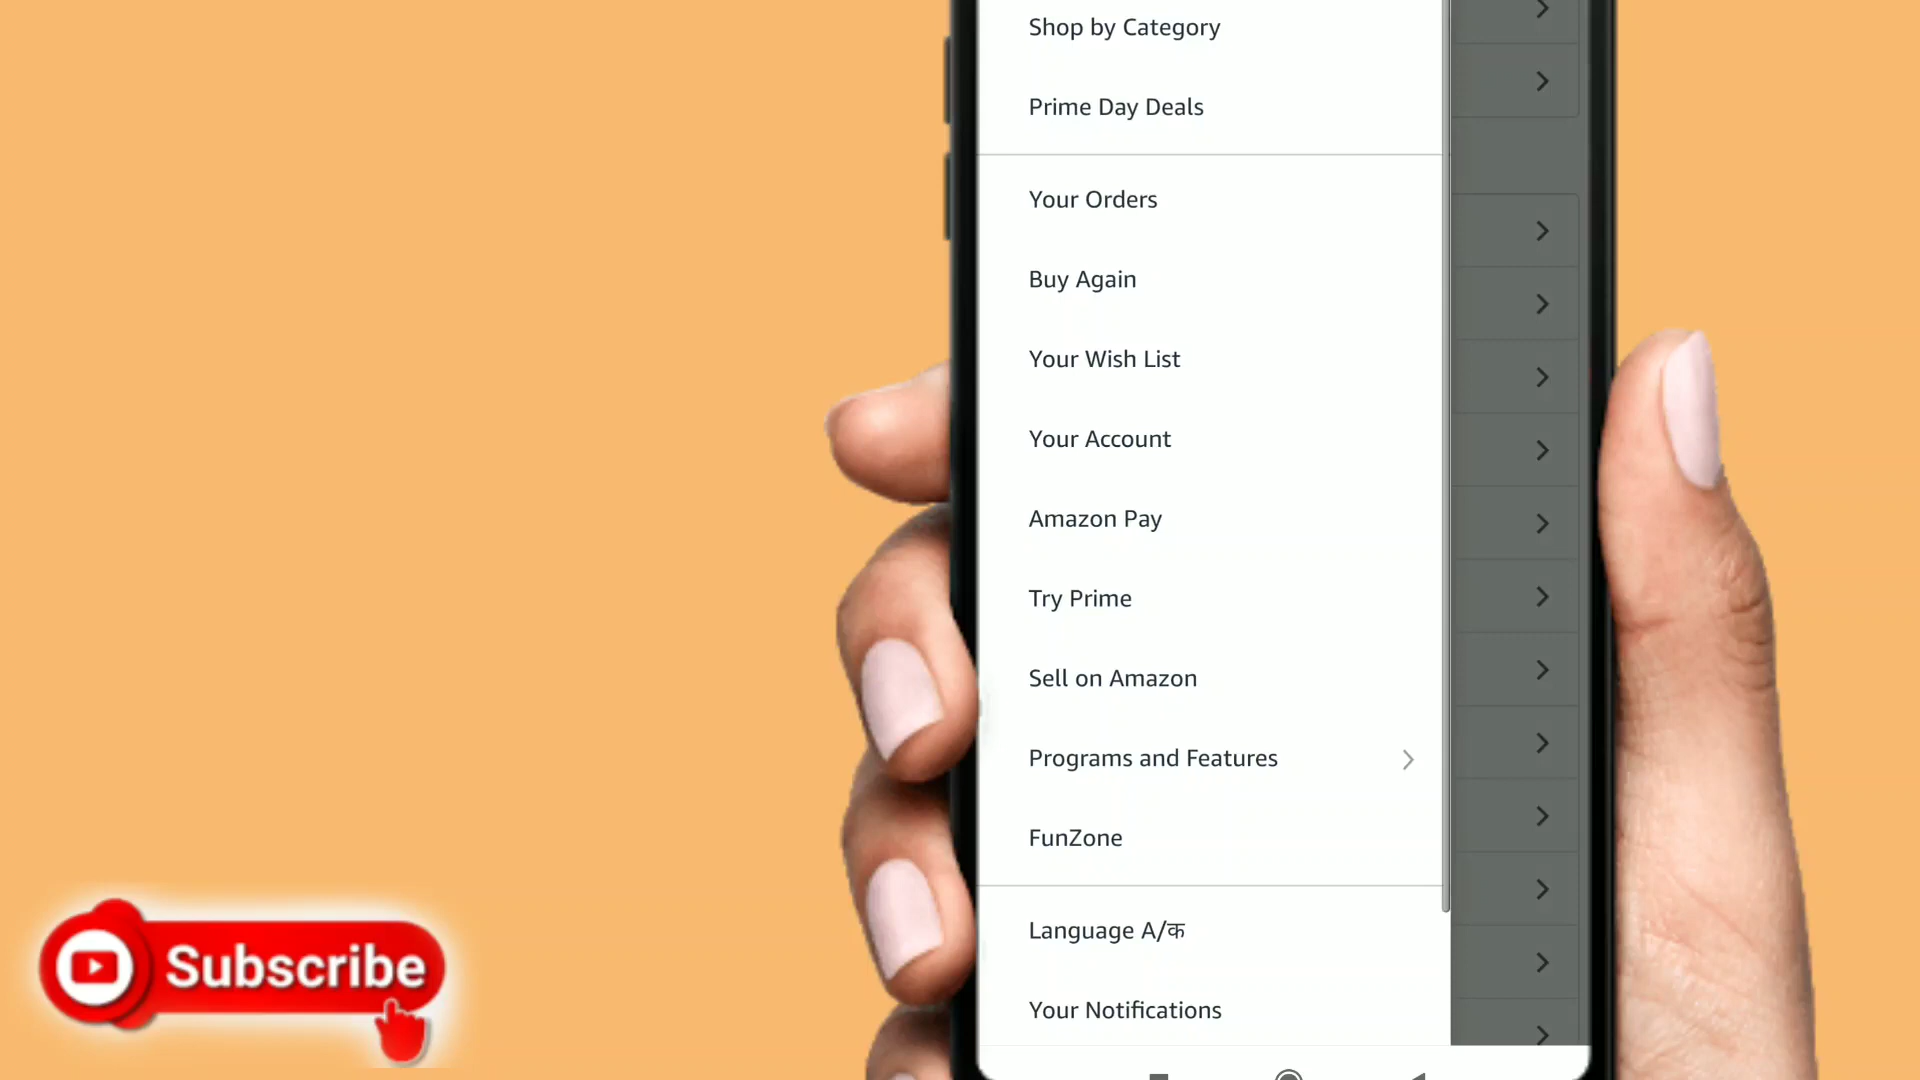 Shop by Category
Prime Day Deals
Your Orders
Buy Again
Your Wish List
Your Account
Amazon Pay
Try Prime
Sell on Amazon
Programs and Features
FunZone
Language A/क
Your Notifications
Subscribe